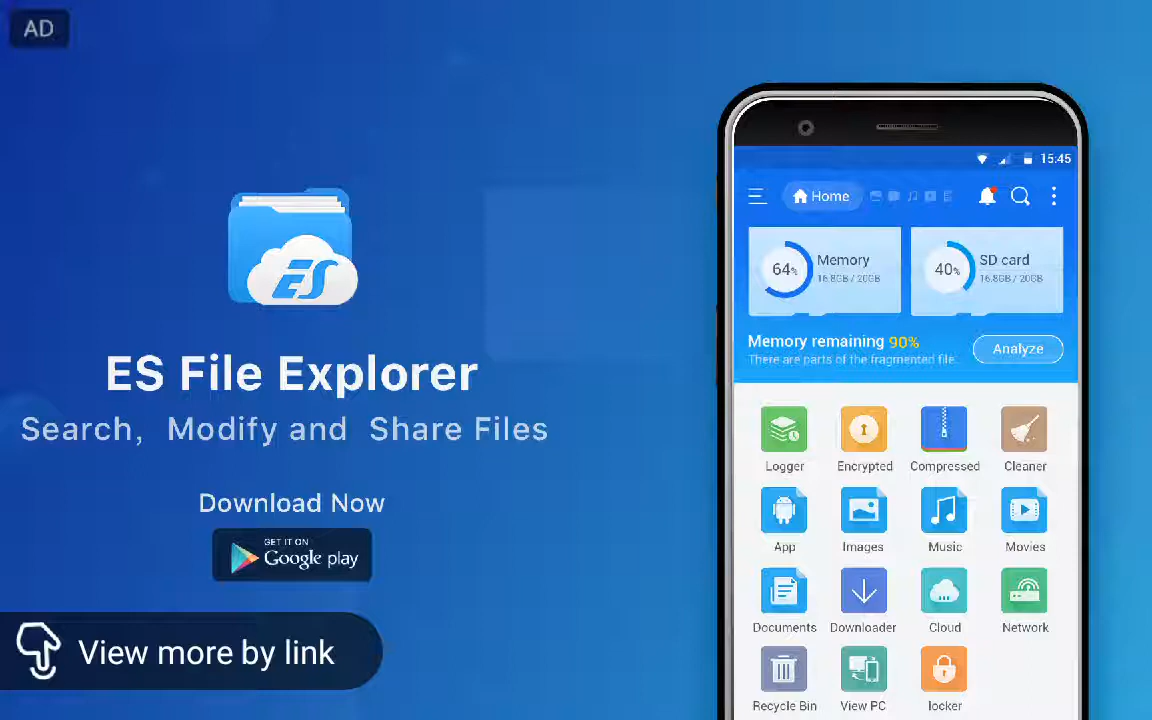 AD
ES
ES File Explorer
Search, Modify and Share Files
Download Now
GET IT ON
Google play
View more by link
15:45
Home
64%
Memory
16.8GB / 20GB
40%
SD card
16.8GB / 20GB
Memory remaining 90%
There are parts of the fragmented file.
Analyze
Logger Encrypted Compressed Cleaner
App Images Music Movies
Documents Downloader Cloud Network
Recycle Bin View PC locker